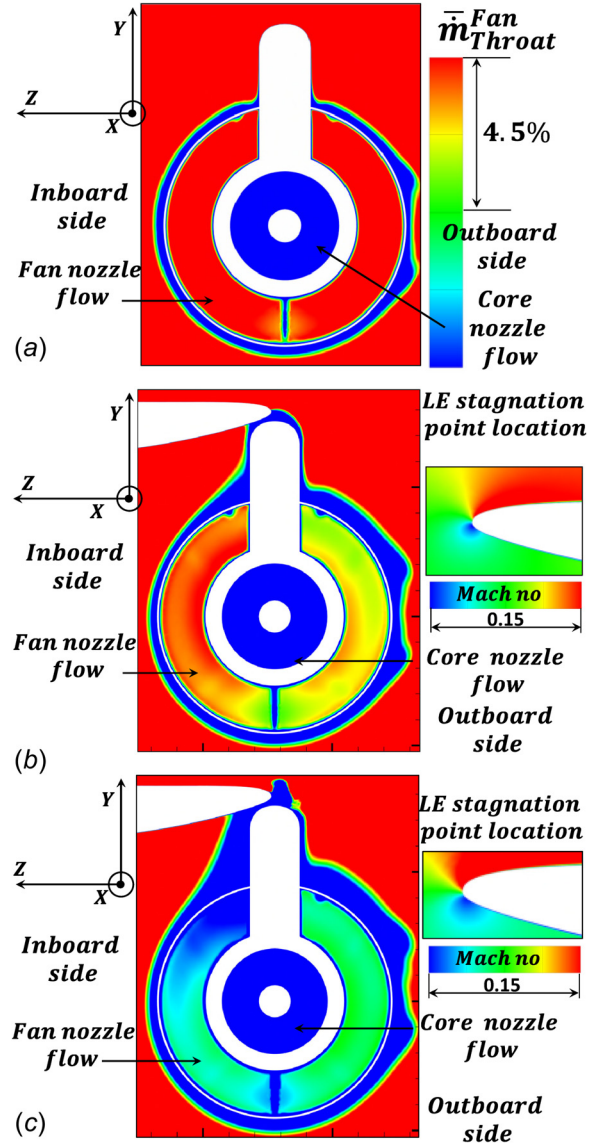 Y
Z
X
Inboard
side
Fan nozzle
flow
(a)
ṁ̄ Fan
Throat
4.5%
Outboard
side
Core
nozzle
flow
Y
Z
X
Inboard
side
Fan nozzle
flow
(b)
LE stagnation
point location
Mach no
0.15
Core nozzle
flow
Outboard
side
Y
Z
X
Inboard
side
Fan nozzle
flow
(c)
LE stagnation
point location
Mach no
0.15
Core nozzle
flow
Outboard
side